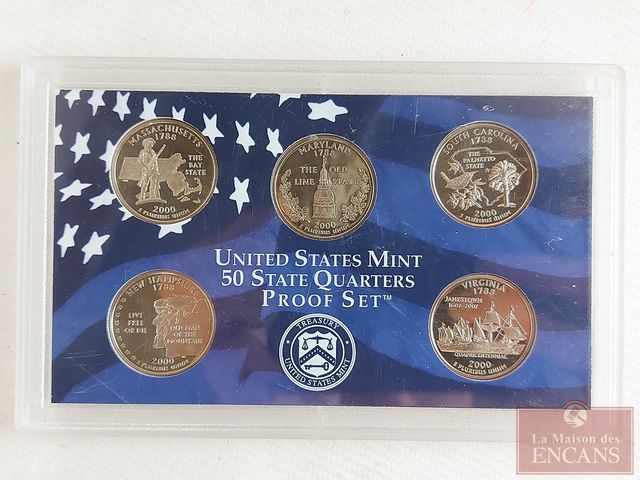 MASSACHUSETTS
1788
THE
BAY
STATE
2000
E PLURIBUS UNUM
MARYLAND
1788
THE OLD
LINE STATE
2000
E PLURIBUS UNUM
SOUTH CAROLINA
1788
THE
PALMETTO
STATE
2000
E PLURIBUS UNUM
UNITED STATES MINT
50 STATE QUARTERS
PROOF SET™
NEW HAMPSHIRE
1788
LIVE
FREE
OR DIE
OLD MAN
OF THE
MOUNTAIN
2000
E PLURIBUS UNUM
TREASURY
UNITED STATES MINT
VIRGINIA
1788
JAMESTOWN
1607-2007
QUADRICENTENNIAL
2000
E PLURIBUS UNUM
La Maison des
ENCANS